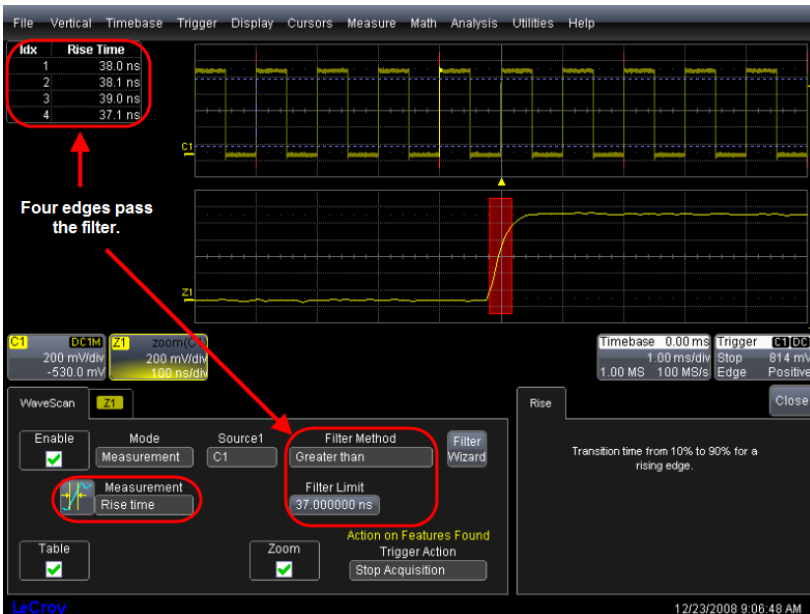 File Vertical Timebase Trigger Display Cursors Measure Math Analysis Utilities Help
Idx Rise Time
1 38.0 ns
2 38.1 ns
3 39.0 ns
4 37.1 ns
C1
Four edges pass
the filter.
Z1
C1 DC1M
200 mV/div
-530.0 mV
Z1 zoom(C1)
200 mV/div
100 ns/div
Timebase 0.00 ms
1.00 ms/div
1.00 MS 100 MS/s
Trigger C1 DC
Stop 814 mV
Edge Positive
WaveScan Z1
Enable
Mode
Measurement
Source1
C1
Filter Method
Greater than
Filter
Wizard
Measurement
Rise time
Filter Limit
37.000000 ns
Table
Zoom
Action on Features Found
Trigger Action
Stop Acquisition
Rise
Close
Transition time from 10% to 90% for a
rising edge.
LeCroy
12/23/2008 9:06:48 AM